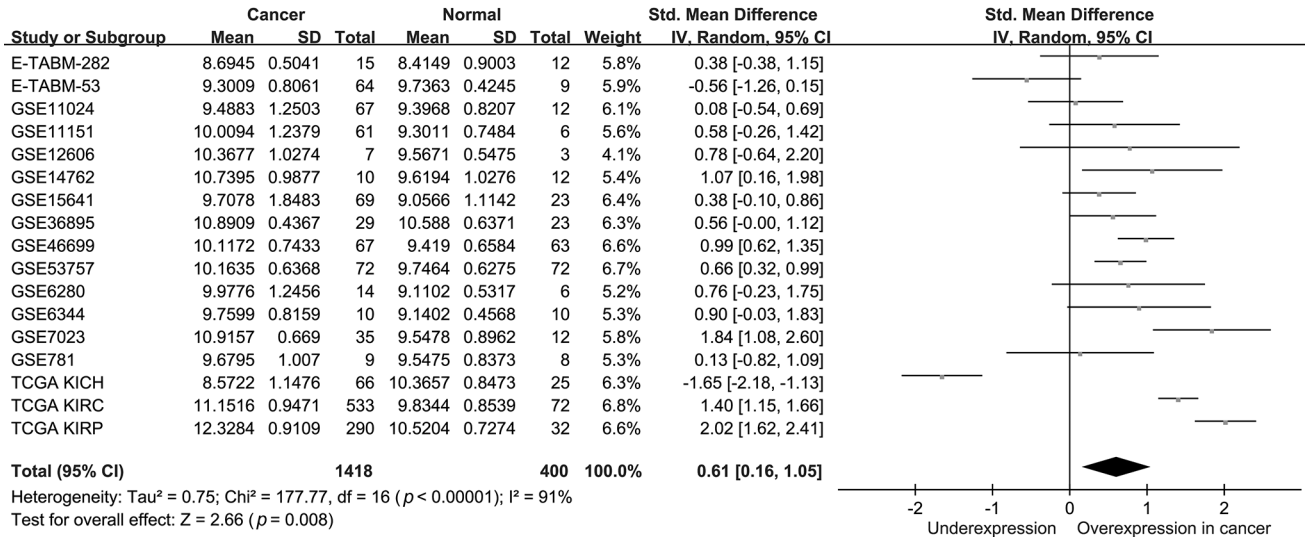 Cancer Normal Std. Mean Difference Std. Mean Difference
Study or Subgroup Mean SD Total Mean SD Total Weight IV, Random, 95% CI IV, Random, 95% CI
E-TABM-282 8.6945 0.5041 15 8.4149 0.9003 12 5.8% 0.38 [-0.38, 1.15]
E-TABM-53 9.3009 0.8061 64 9.7363 0.4245 9 5.9% -0.56 [-1.26, 0.15]
GSE11024 9.4883 1.2503 67 9.3968 0.8207 12 6.1% 0.08 [-0.54, 0.69]
GSE11151 10.0094 1.2379 61 9.3011 0.7484 6 5.6% 0.58 [-0.26, 1.42]
GSE12606 10.3677 1.0274 7 9.5671 0.5475 3 4.1% 0.78 [-0.64, 2.20]
GSE14762 10.7395 0.9877 10 9.6194 1.0276 12 5.4% 1.07 [0.16, 1.98]
GSE15641 9.7078 1.8483 69 9.0566 1.1142 23 6.4% 0.38 [-0.10, 0.86]
GSE36895 10.8909 0.4367 29 10.588 0.6371 23 6.3% 0.56 [-0.00, 1.12]
GSE46699 10.1172 0.7433 67 9.419 0.6584 63 6.6% 0.99 [0.62, 1.35]
GSE53757 10.1635 0.6368 72 9.7464 0.6275 72 6.7% 0.66 [0.32, 0.99]
GSE6280 9.9776 1.2456 14 9.1102 0.5317 6 5.2% 0.76 [-0.23, 1.75]
GSE6344 9.7599 0.8159 10 9.1402 0.4568 10 5.3% 0.90 [-0.03, 1.83]
GSE7023 10.9157 0.669 35 9.5478 0.8962 12 5.8% 1.84 [1.08, 2.60]
GSE781 9.6795 1.007 9 9.5475 0.8373 8 5.3% 0.13 [-0.82, 1.09]
TCGA KICH 8.5722 1.1476 66 10.3657 0.8473 25 6.3% -1.65 [-2.18, -1.13]
TCGA KIRC 11.1516 0.9471 533 9.8344 0.8539 72 6.8% 1.40 [1.15, 1.66]
TCGA KIRP 12.3284 0.9109 290 10.5204 0.7274 32 6.6% 2.02 [1.62, 2.41]
Total (95% CI) 1418 400 100.0% 0.61 [0.16, 1.05]
Heterogeneity: Tau² = 0.75; Chi² = 177.77, df = 16 (p < 0.00001); I² = 91%
Test for overall effect: Z = 2.66 (p = 0.008)
-2 -1 0 1 2
Underexpression Overexpression in cancer